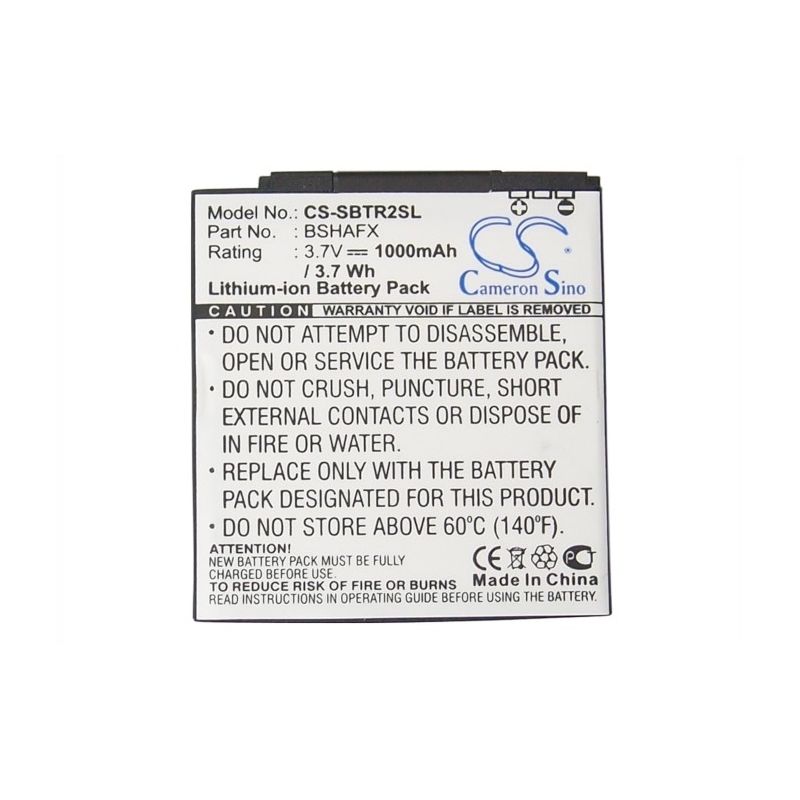 Model No.: CS-SBTR2SL
Part No. : BSHAFX
Rating : 3.7V 1000mAh
/ 3.7 Wh
Lithium-ion Battery Pack
CS
Cameron Sino
CAUTION WARRANTY VOID IF LABEL IS REMOVED
• DO NOT ATTEMPT TO DISASSEMBLE,
OPEN OR SERVICE THE BATTERY PACK.
• DO NOT CRUSH, PUNCTURE, SHORT
EXTERNAL CONTACTS OR DISPOSE OF
IN FIRE OR WATER.
• REPLACE ONLY WITH THE BATTERY
PACK DESIGNATED FOR THIS PRODUCT.
• DO NOT STORE ABOVE 60°C (140°F).
ATTENTION!
NEW BATTERY PACK MUST BE FULLY
CHARGED BEFORE USE.
TO REDUCE RISK OF FIRE OR BURNS
READ INSTRUCTIONS IN OPERATING GUIDE BEFORE USING THE BATTERY.
CE
Made In China